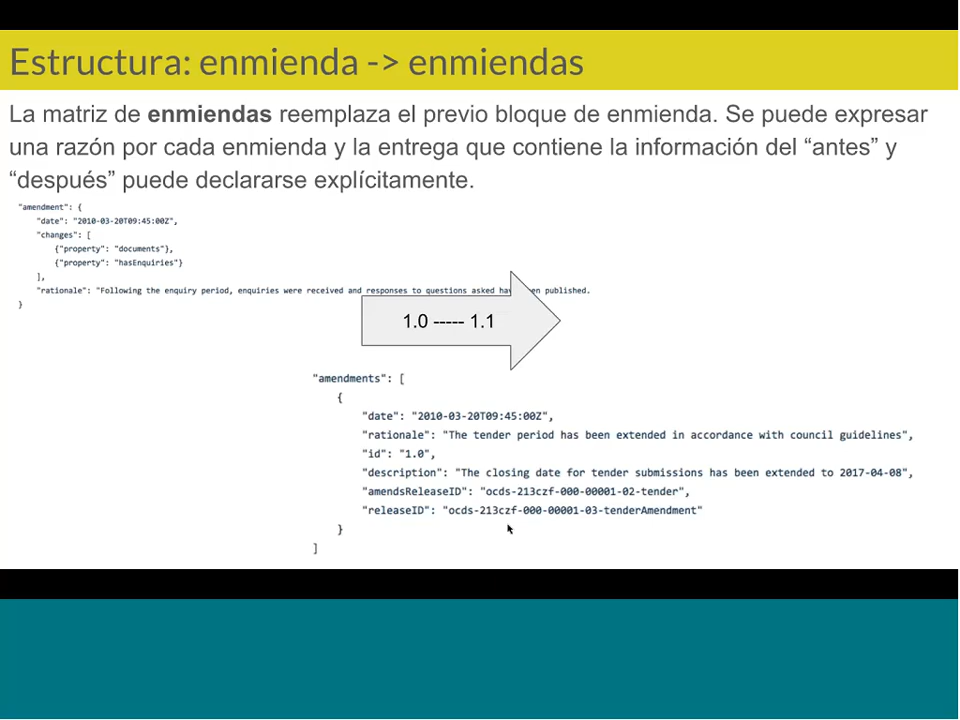 Estructura: enmienda -> enmiendas
La matriz de enmiendas reemplaza el previo bloque de enmienda. Se puede expresar
una razón por cada enmienda y la entrega que contiene la información del “antes” y
“después” puede declararse explícitamente.
"amendment": {
"date": "2010-03-20T09:45:00Z",
"changes": [
{"property": "documents"},
{"property": "hasEnquiries"}
],
"rationale": "Following the enquiry period, enquiries were received and responses to questions asked published.
}
1.0 ----- 1.1
"amendments": [
{
"date": "2010-03-20T09:45:00Z",
"rationale": "The tender period has been extended in accordance with council guidelines",
"id": "1.0",
"description": "The closing date for tender submissions has been extended to 2017-04-08",
"amendsReleaseID": "ocds-213czf-000-00001-02-tender",
"releaseID": "ocds-213czf-000-00001-03-tenderAmendment"
}
]